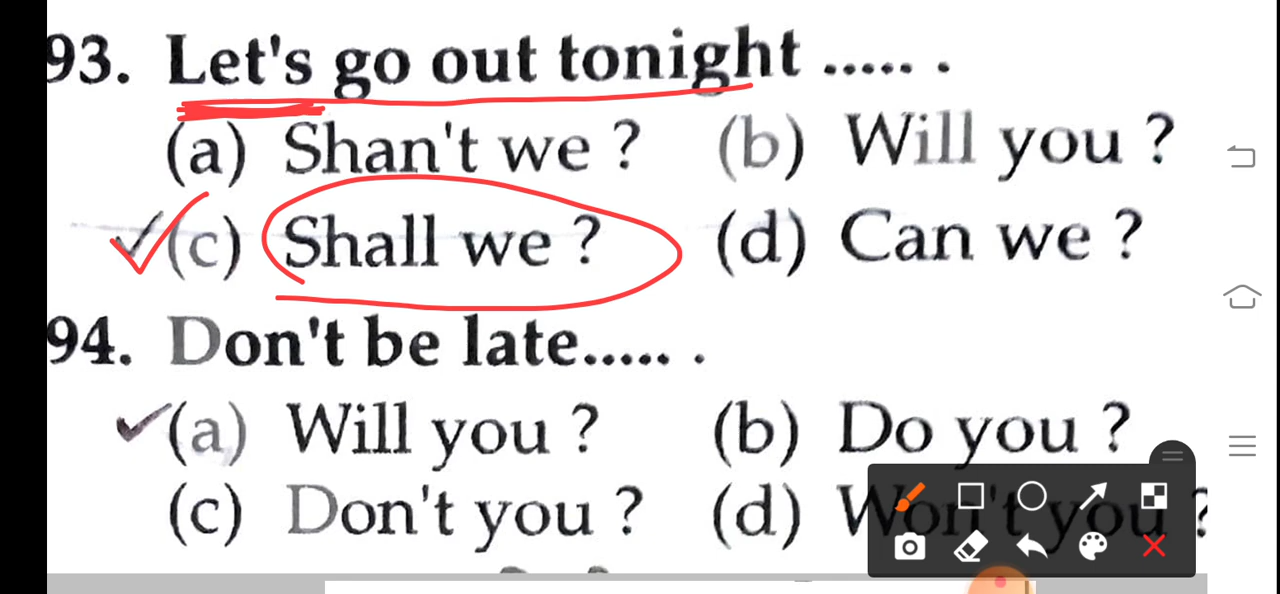 93. Let's go out tonight ..... .
(a) Shan't we ? (b) Will you ?
(c) Shall we ? (d) Can we ?
94. Don't be late..... .
(a) Will you ? (b) Do you ?
(c) Don't you ? (d) Won't you ?